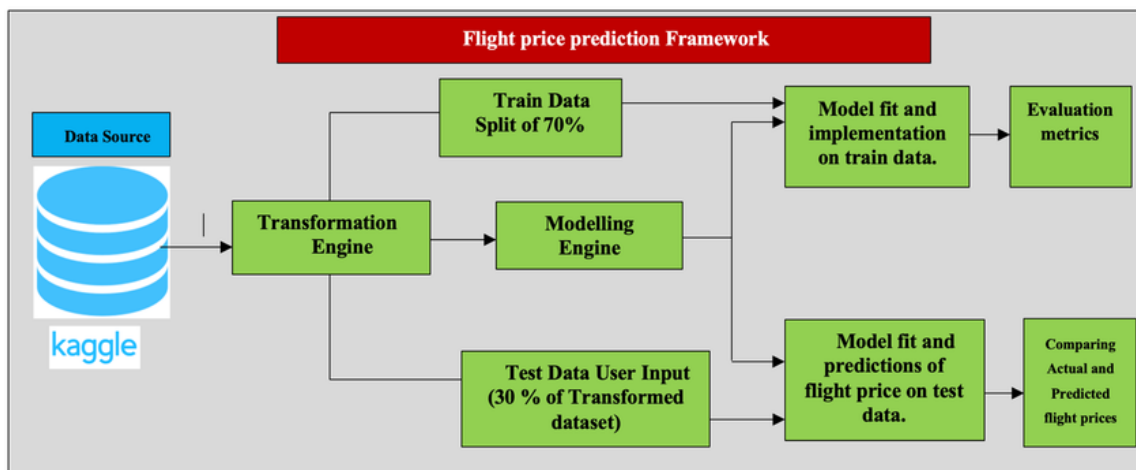 Flight price prediction Framework
Data Source
kaggle
Transformation
Engine
Train Data
Split of 70%
Modelling
Engine
Test Data User Input
(30 % of Transformed
dataset)
Model fit and
implementation
on train data.
Evaluation
metrics
Model fit and
predictions of
flight price on test
data.
Comparing
Actual and
Predicted
flight prices